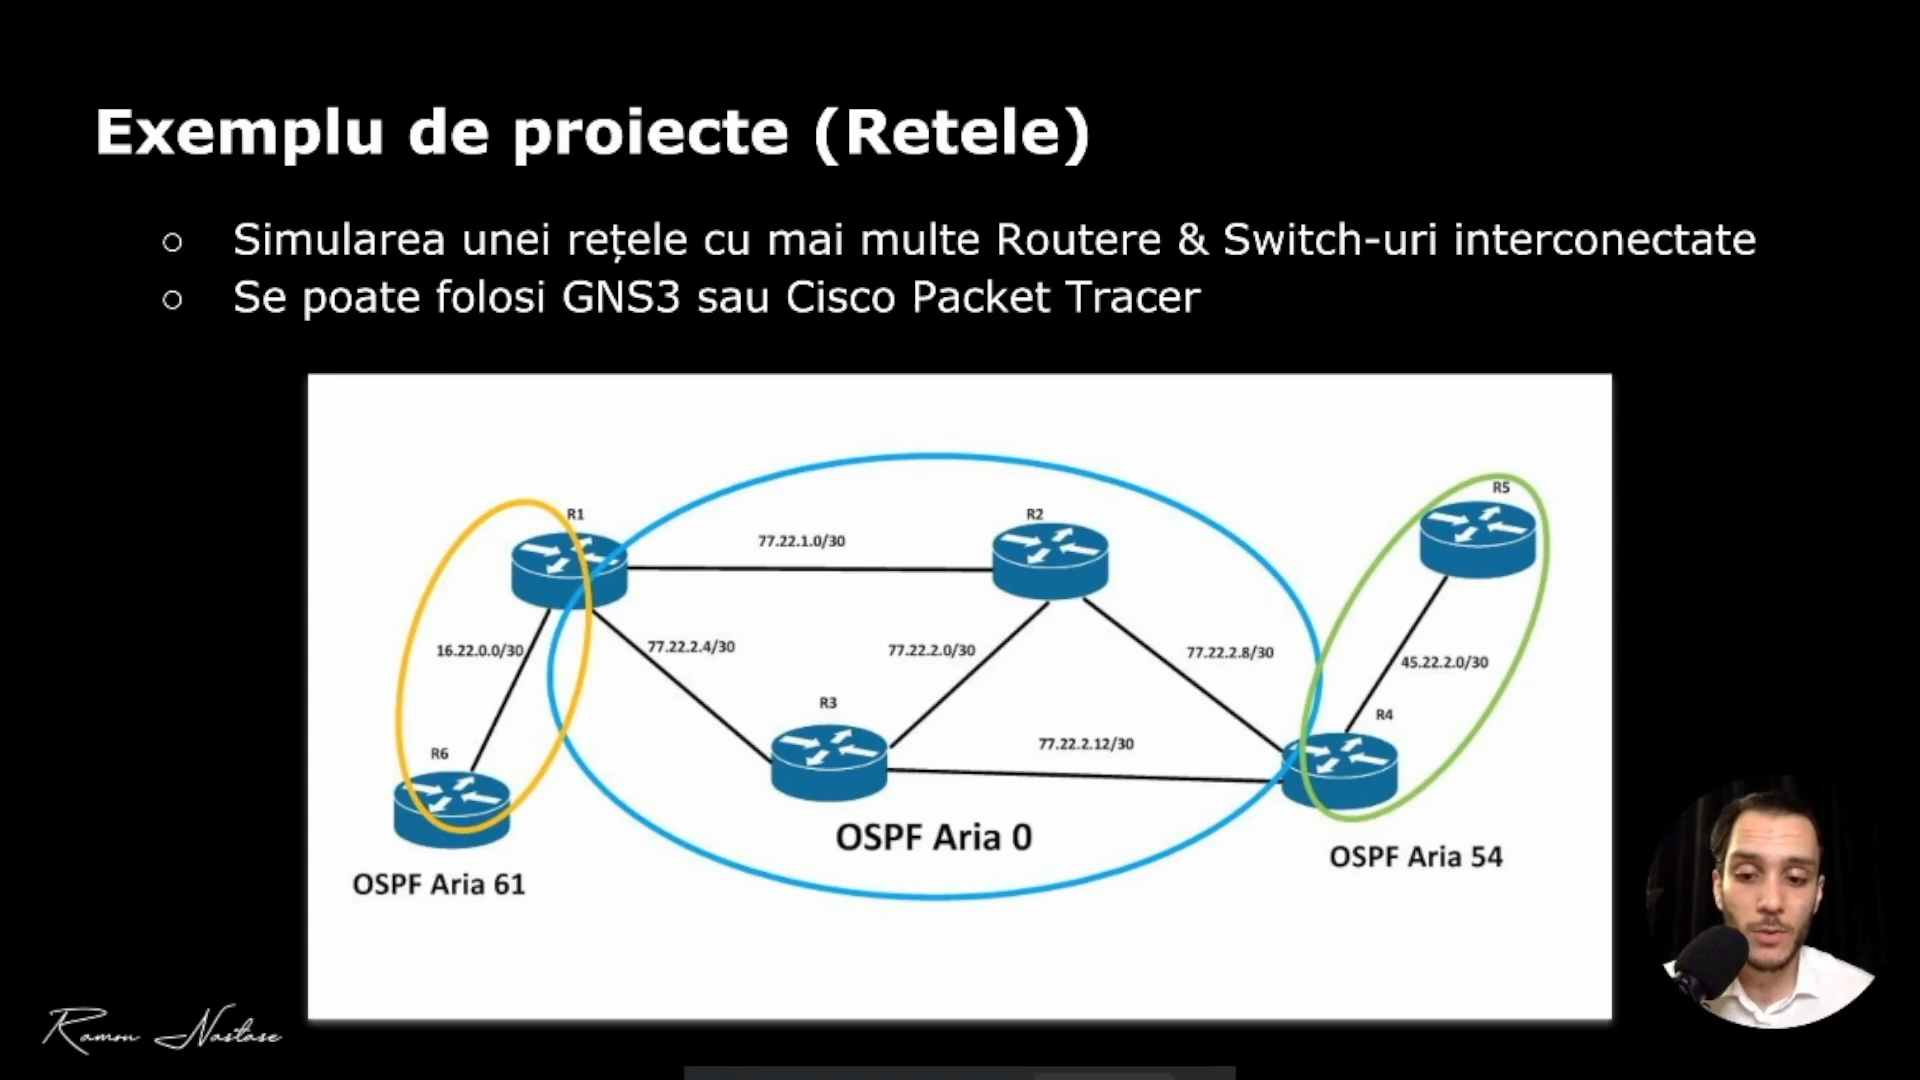 Exemplu de proiecte (Retele)
Simularea unei rețele cu mai multe Routere & Switch-uri interconectate
Se poate folosi GNS3 sau Cisco Packet Tracer
R1
R2
R5
77.22.1.0/30
16.22.0.0/30
77.22.2.4/30
77.22.2.0/30
77.22.2.8/30
45.22.2.0/30
R3
R4
R6
77.22.2.12/30
OSPF Aria 0
OSPF Aria 54
OSPF Aria 61
Ramon Nastase